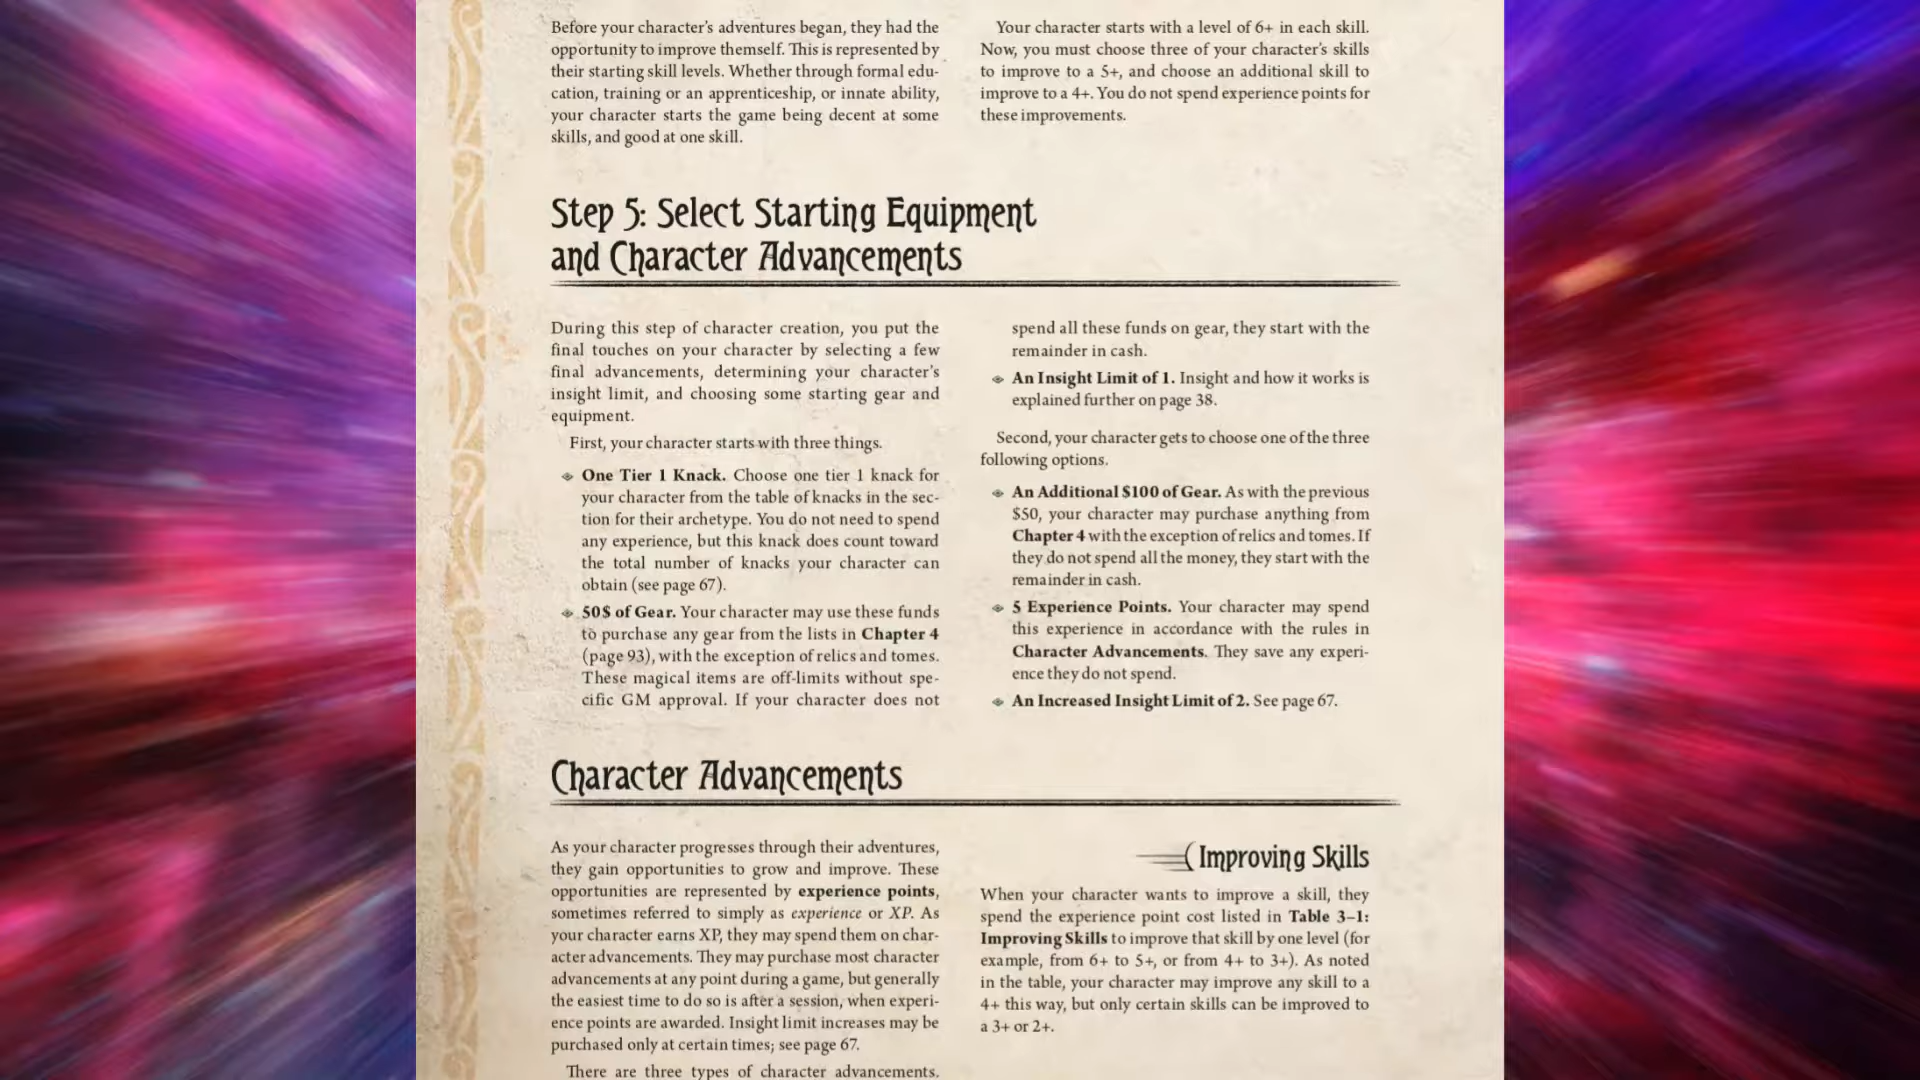 Before your character's adventures began, they had the
opportunity to improve themself. This is represented by
their starting skill levels. Whether through formal edu-
cation, training or an apprenticeship, or innate ability,
your character starts the game being decent at some
skills, and good at one skill.
Your character starts with a level of 6+ in each skill.
Now, you must choose three of your character's skills
to improve to a 5+, and choose an additional skill to
improve to a 4+. You do not spend experience points for
these improvements.
Step 5: Select Starting Equipment
and Character Advancements
During this step of character creation, you put the
final touches on your character by selecting a few
final advancements, determining your character's
insight limit, and choosing some starting gear and
equipment.
First, your character starts with three things.
One Tier 1 Knack. Choose one tier 1 knack for
your character from the table of knacks in the sec-
tion for their archetype. You do not need to spend
any experience, but this knack does count toward
the total number of knacks your character can
obtain (see page 67).
50$ of Gear. Your character may use these funds
to purchase any gear from the lists in Chapter 4
(page 93), with the exception of relics and tomes.
These magical items are off-limits without spe-
cific GM approval. If your character does not
spend all these funds on gear, they start with the
remainder in cash.
An Insight Limit of 1. Insight and how it works is
explained further on page 38.
Second, your character gets to choose one of the three
following options.
An Additional $100 of Gear. As with the previous
$50, your character may purchase anything from
Chapter 4 with the exception of relics and tomes. If
they do not spend all the money, they start with the
remainder in cash.
5 Experience Points. Your character may spend
this experience in accordance with the rules in
Character Advancements. They save any experi-
ence they do not spend.
An Increased Insight Limit of 2. See page 67.
Character Advancements
As your character progresses through their adventures,
they gain opportunities to grow and improve. These
opportunities are represented by experience points,
sometimes referred to simply as experience or XP. As
your character earns XP, they may spend them on char-
acter advancements. They may purchase most character
advancements at any point during a game, but generally
the easiest time to do so is after a session, when experi-
ence points are awarded. Insight limit increases may be
purchased only at certain times; see page 67.
There are three types of character advancements.
Improving Skills
When your character wants to improve a skill, they
spend the experience point cost listed in Table 3–1:
Improving Skills to improve that skill by one level (for
example, from 6+ to 5+, or from 4+ to 3+). As noted
in the table, your character may improve any skill to a
4+ this way, but only certain skills can be improved to
a 3+ or 2+.